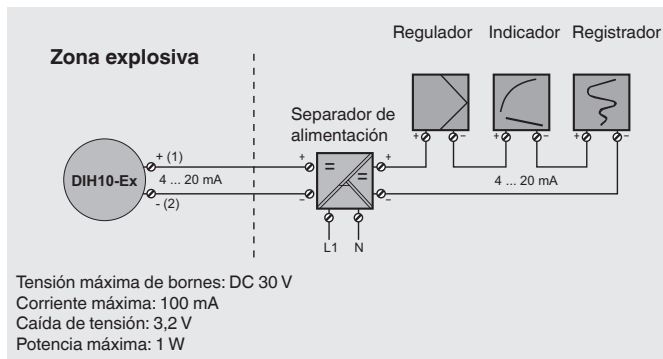 Regulador Indicador Registrador
Zona explosiva
Separador de
alimentación
+ - + - + -
+ (1) + +
DIH10-Ex 4 ... 20 mA = = 4 ... 20 mA
- (2) - -
L1 N
Tensión máxima de bornes: DC 30 V
Corriente máxima: 100 mA
Caída de tensión: 3,2 V
Potencia máxima: 1 W